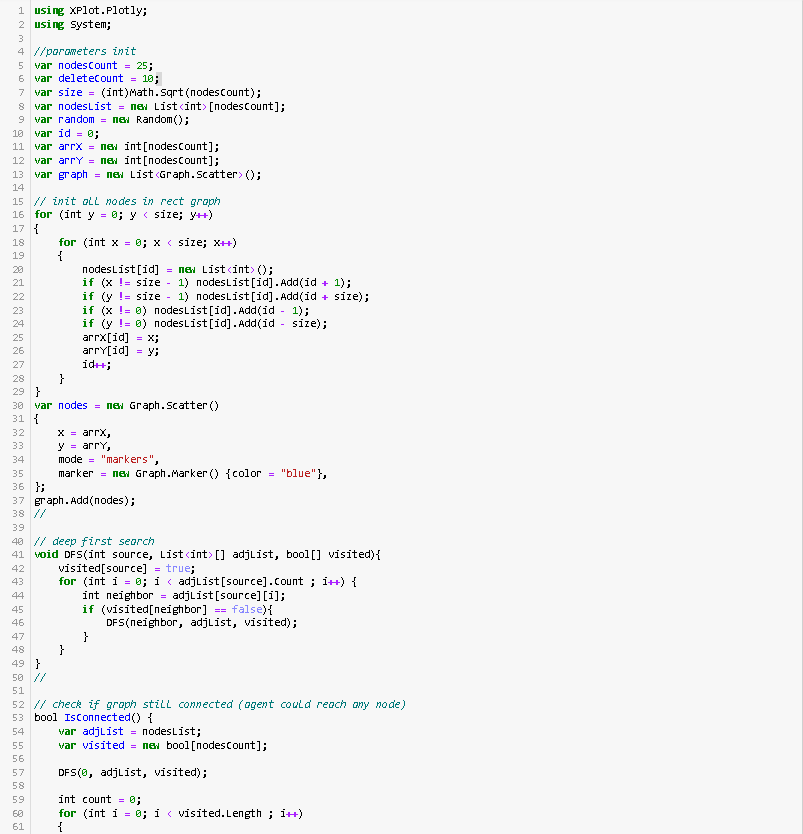 1 using XPlot.Plotly;
2 using System;
3
4 //parameters init
5 var nodesCount = 25;
6 var deleteCount = 10;
7 var size = (int)Math.Sqrt(nodesCount);
8 var nodesList = new List<int>[nodesCount];
9 var random = new Random();
10 var id = 0;
11 var arrX = new int[nodesCount];
12 var arrY = new int[nodesCount];
13 var graph = new List<Graph.Scatter>();
14
15 // init all nodes in rect graph
16 for (int y = 0; y < size; y++)
17 {
18     for (int x = 0; x < size; x++)
19     {
20         nodesList[id] = new List<int>();
21         if (x != size - 1) nodesList[id].Add(id + 1);
22         if (y != size - 1) nodesList[id].Add(id + size);
23         if (x != 0) nodesList[id].Add(id - 1);
24         if (y != 0) nodesList[id].Add(id - size);
25         arrX[id] = x;
26         arrY[id] = y;
27         id++;
28     }
29 }
30 var nodes = new Graph.Scatter()
31 {
32     x = arrX,
33     y = arrY,
34     mode = "markers",
35     marker = new Graph.Marker() {color = "blue"},
36 };
37 graph.Add(nodes);
38 //
39
40 // deep first search
41 void DFS(int source, List<int>[] adjList, bool[] visited){
42     visited[source] = true;
43     for (int i = 0; i < adjList[source].Count ; i++) {
44         int neighbor = adjList[source][i];
45         if (visited[neighbor] == false){
46             DFS(neighbor, adjList, visited);
47         }
48     }
49 }
50 //
51
52 // check if graph still connected (agent could reach any node)
53 bool IsConnected() {
54     var adjList = nodesList;
55     var visited = new bool[nodesCount];
56
57     DFS(0, adjList, visited);
58
59     int count = 0;
60     for (int i = 0; i < visited.Length ; i++)
61     {